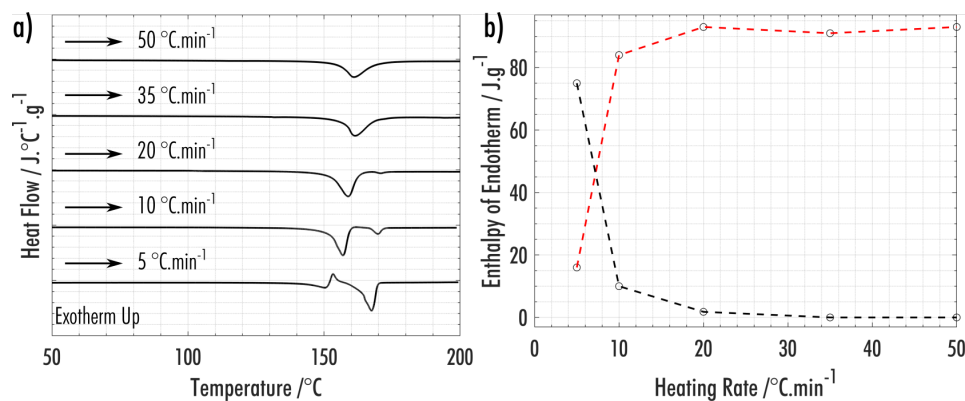 a)
50 °C.min⁻¹
35 °C.min⁻¹
20 °C.min⁻¹
10 °C.min⁻¹
5 °C.min⁻¹
Exotherm Up
Heat Flow / J.°C⁻¹.g⁻¹
50 100 150 200
Temperature /°C
b)
80
60
40
20
0
Enthalpy of Endotherm / J.g⁻¹
0 10 20 30 40 50
Heating Rate /°C.min⁻¹